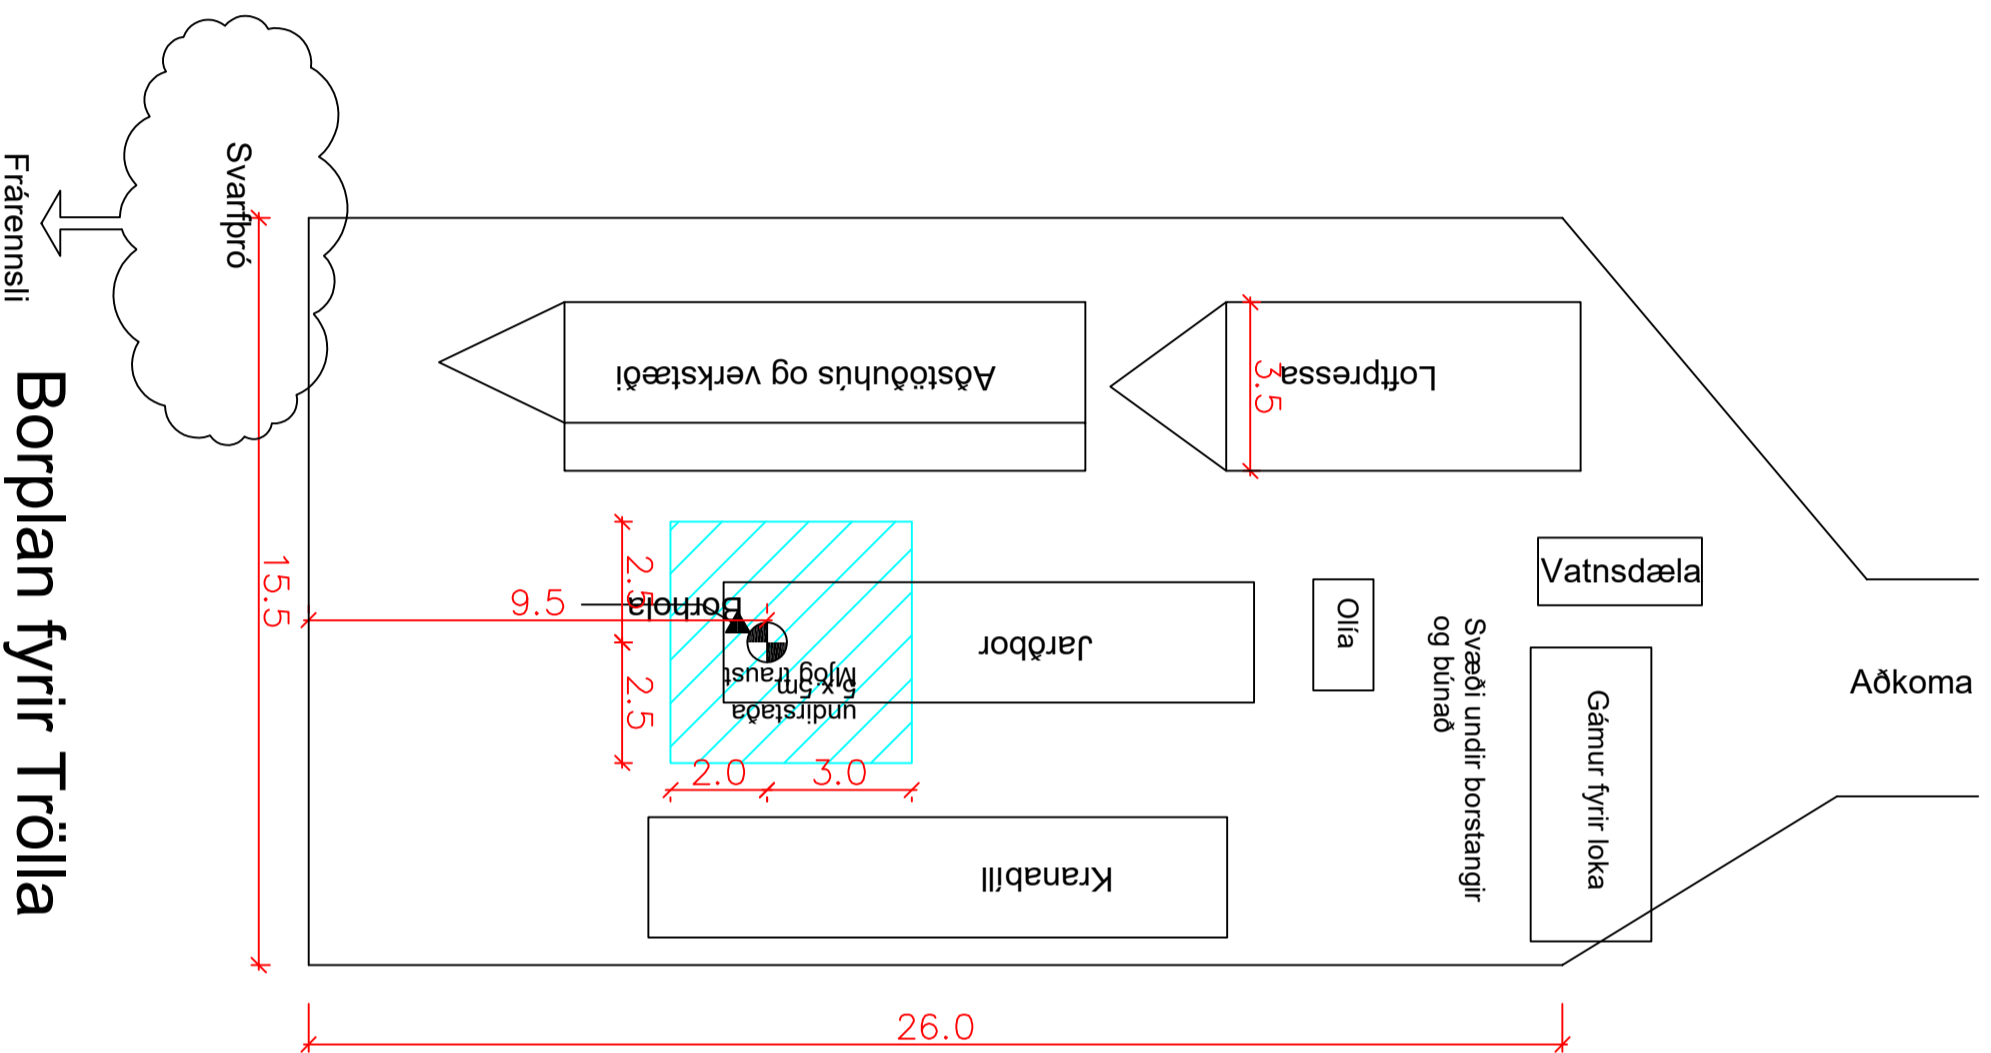 Borplan fyrir Trölla
Frárennsli
Svarfþró
Aðstöðuhús og verkstæði
Loftpressa
3.5
Vatnsdæla
Olía
Svæði undir borstangir
og búnað
Gámur fyrir loka
Aðkoma
Jarðbor
Borhola
Mjög traust
5 x 5m
undirstaða
Kranabíll
9.5
2.5
2.5
2.0
3.0
15.5
26.0